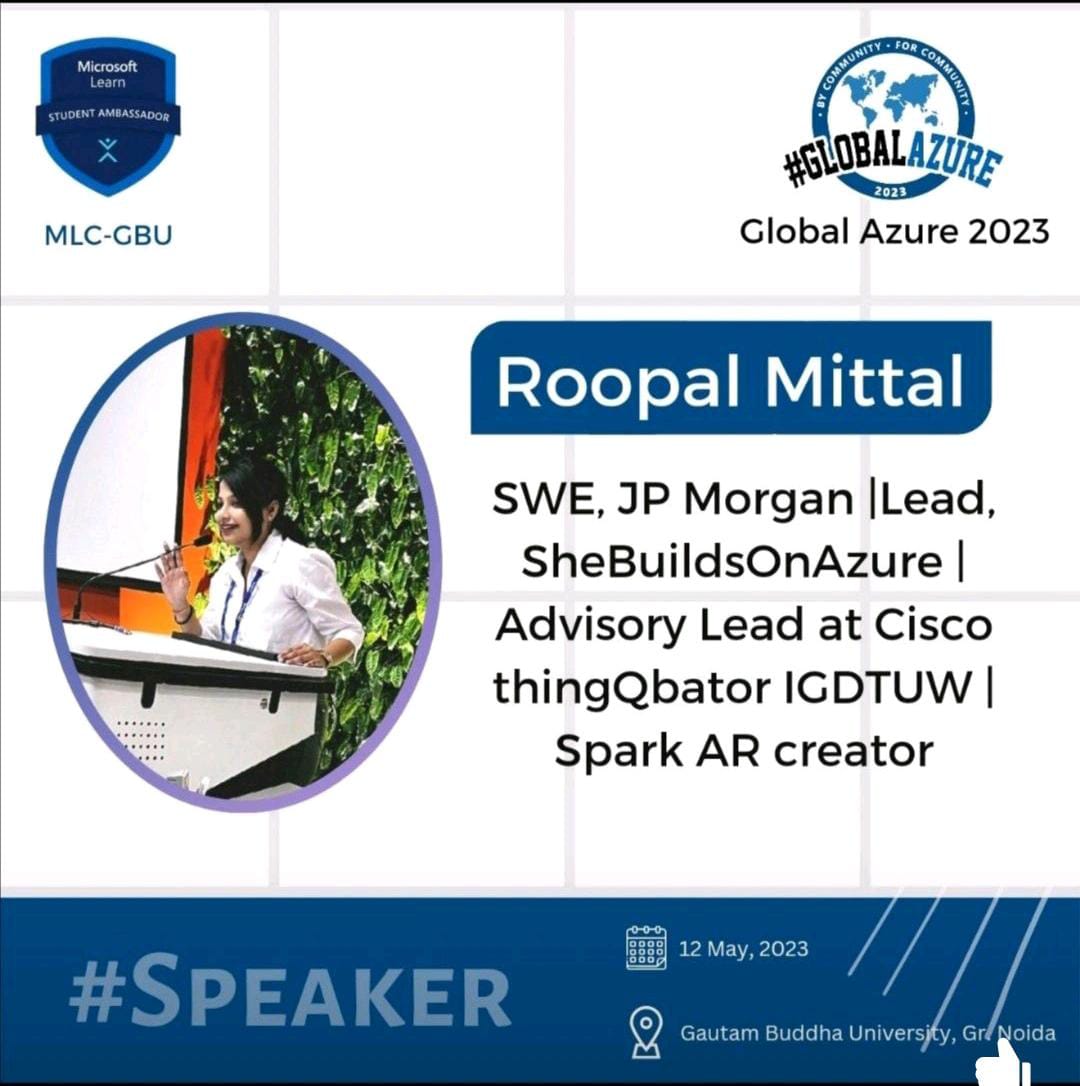 Microsoft
Learn
STUDENT AMBASSADOR
MLC-GBU
· BY COMMUNITY · FOR COMMUNITY ·
#GLOBALAZURE
2023
Global Azure 2023
Roopal Mittal
SWE, JP Morgan |Lead,
SheBuildsOnAzure |
Advisory Lead at Cisco
thingQbator IGDTUW |
Spark AR creator
#SPEAKER
12 May, 2023
Gautam Buddha University, Gr. Noida